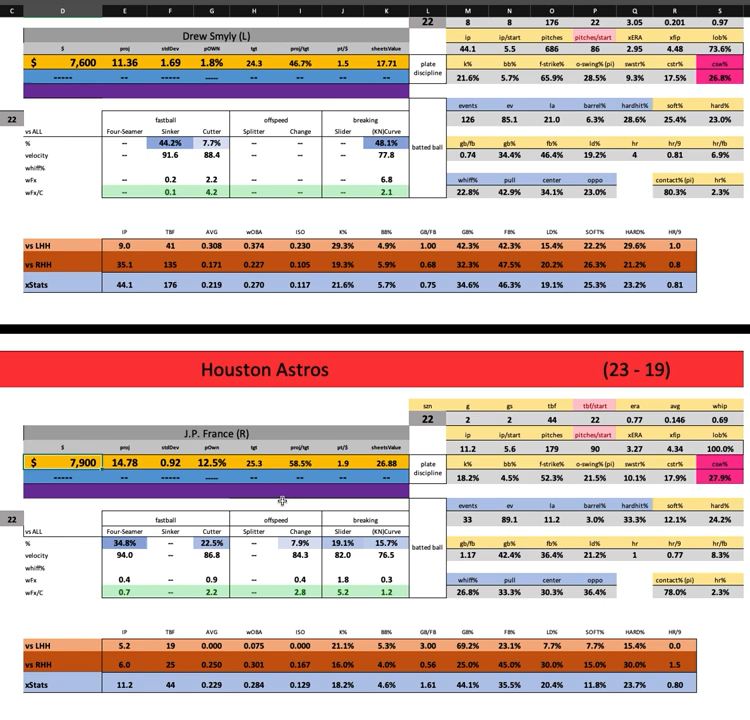 C D E F G H I J K L M N O P Q R S
22 8 8 176 22 3.05 0.201 0.97
Drew Smyly (L) ip ip/start pitches pitches/start xERA xfip lob%
44.1 5.5 686 86 2.95 4.48 73.6%
$ proj stdDev pOWN tgt proj/tgt pt/$ sheetsValue
$ 7,600 11.36 1.69 1.8% 24.3 46.7% 1.5 17.71
plate discipline k% bb% f-strike% o-swing% (pi) swstr% cstr% csw%
----- -- -- ---- -- -- -- --
21.6% 5.7% 65.9% 28.5% 9.3% 17.5% 26.8%
events ev la barrel% hardhit% soft% hard%
22 fastball offspeed breaking 126 85.1 21.0 6.3% 28.6% 25.4% 23.0%
vs ALL Four-Seamer Sinker Cutter Splitter Change Slider (KN)Curve
% -- 44.2% 7.7% -- -- -- 48.1%
batted ball gb/fb gb% fb% ld% hr hr/9 hr/fb
velocity -- 91.6 88.4 -- -- -- 77.8 0.74 34.4% 46.4% 19.2% 4 0.81 6.9%
whiff%
wFx -- 0.2 2.2 -- -- -- 6.8 whiff% pull center oppo contact% (pi) hr%
wFx/C -- 0.1 4.2 -- -- -- 2.1 22.8% 42.9% 34.1% 23.0% 80.3% 2.3%
IP TBF AVG wOBA ISO K% BB% GB/FB GB% FB% LD% SOFT% HARD% HR/9
vs LHH 9.0 41 0.308 0.374 0.230 29.3% 4.9% 1.00 42.3% 42.3% 15.4% 22.2% 29.6% 1.0
vs RHH 35.1 135 0.171 0.227 0.105 19.3% 5.9% 0.68 32.3% 47.5% 20.2% 26.3% 21.2% 0.8
xStats 44.1 176 0.219 0.270 0.117 21.6% 5.7% 0.75 34.6% 46.3% 19.1% 25.3% 23.2% 0.81
Houston Astros (23 - 19)
szn g gs tbf tbf/start era avg whip
22 2 2 44 22 0.77 0.146 0.69
J.P. France (R) ip ip/start pitches pitches/start xERA xfip lob%
11.2 5.6 179 90 3.27 4.34 100.0%
$ proj stdDev pOwn tgt proj/tgt pt/$ sheetsValue
$ 7,900 14.78 0.92 12.5% 25.3 58.5% 1.9 26.88
plate discipline k% bb% f-strike% o-swing% (pi) swstr% cstr% csw%
----- -- -- ---- -- -- -- --
18.2% 4.5% 52.3% 21.5% 10.1% 17.9% 27.9%
events ev la barrel% hardhit% soft% hard%
22 fastball offspeed breaking 33 89.1 11.2 3.0% 33.3% 12.1% 24.2%
vs ALL Four-Seamer Sinker Cutter Splitter Change Slider (KN)Curve
% 34.8% -- 22.5% -- 7.9% 19.1% 15.7%
batted ball gb/fb gb% fb% ld% hr hr/9 hr/fb
velocity 94.0 -- 86.8 -- 84.3 82.0 76.5 1.17 42.4% 36.4% 21.2% 1 0.77 8.3%
whiff%
wFx 0.4 -- 0.9 -- 0.4 1.8 0.3 whiff% pull center oppo contact% (pi) hr%
wFx/C 0.7 -- 2.2 -- 2.8 5.2 1.2 26.8% 33.3% 30.3% 36.4% 78.0% 2.3%
IP TBF AVG wOBA ISO K% BB% GB/FB GB% FB% LD% SOFT% HARD% HR/9
vs LHH 5.2 19 0.000 0.075 0.000 21.1% 5.3% 3.00 69.2% 23.1% 7.7% 7.7% 15.4% 0.0
vs RHH 6.0 25 0.250 0.301 0.167 16.0% 4.0% 0.56 25.0% 45.0% 30.0% 15.0% 30.0% 1.5
xStats 11.2 44 0.229 0.284 0.129 18.2% 4.6% 1.61 44.1% 35.5% 20.4% 11.8% 23.7% 0.80